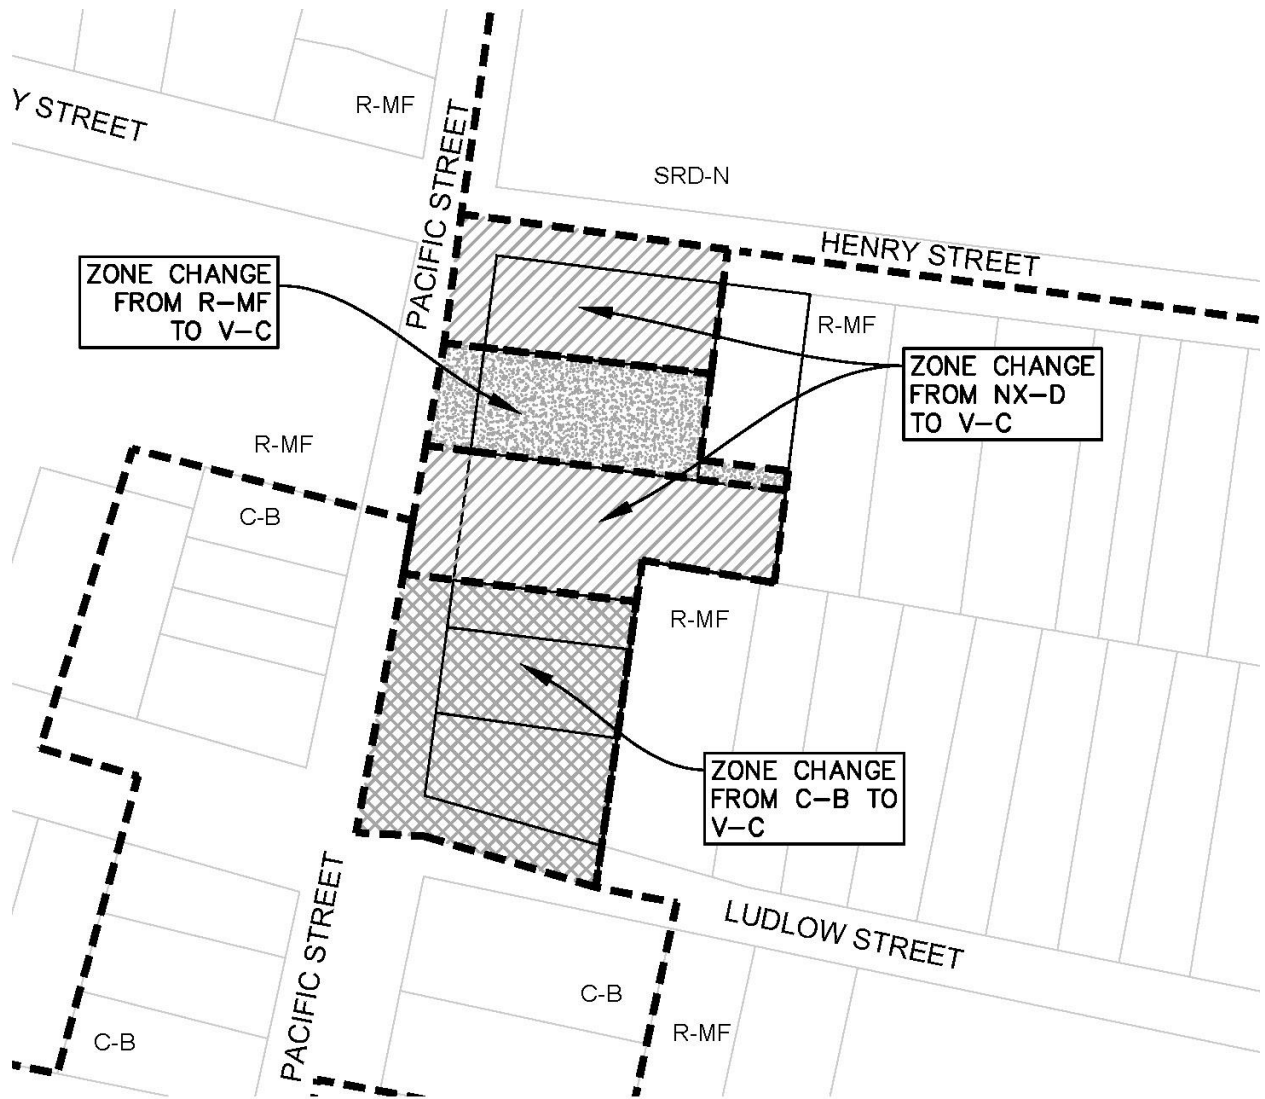 R-MF
Y STREET
PACIFIC STREET
SRD-N
HENRY STREET
ZONE CHANGE
FROM R-MF
TO V-C
R-MF
ZONE CHANGE
FROM NX-D
TO V-C
R-MF
C-B
R-MF
ZONE CHANGE
FROM C-B TO
V-C
PACIFIC STREET
LUDLOW STREET
C-B
R-MF
C-B